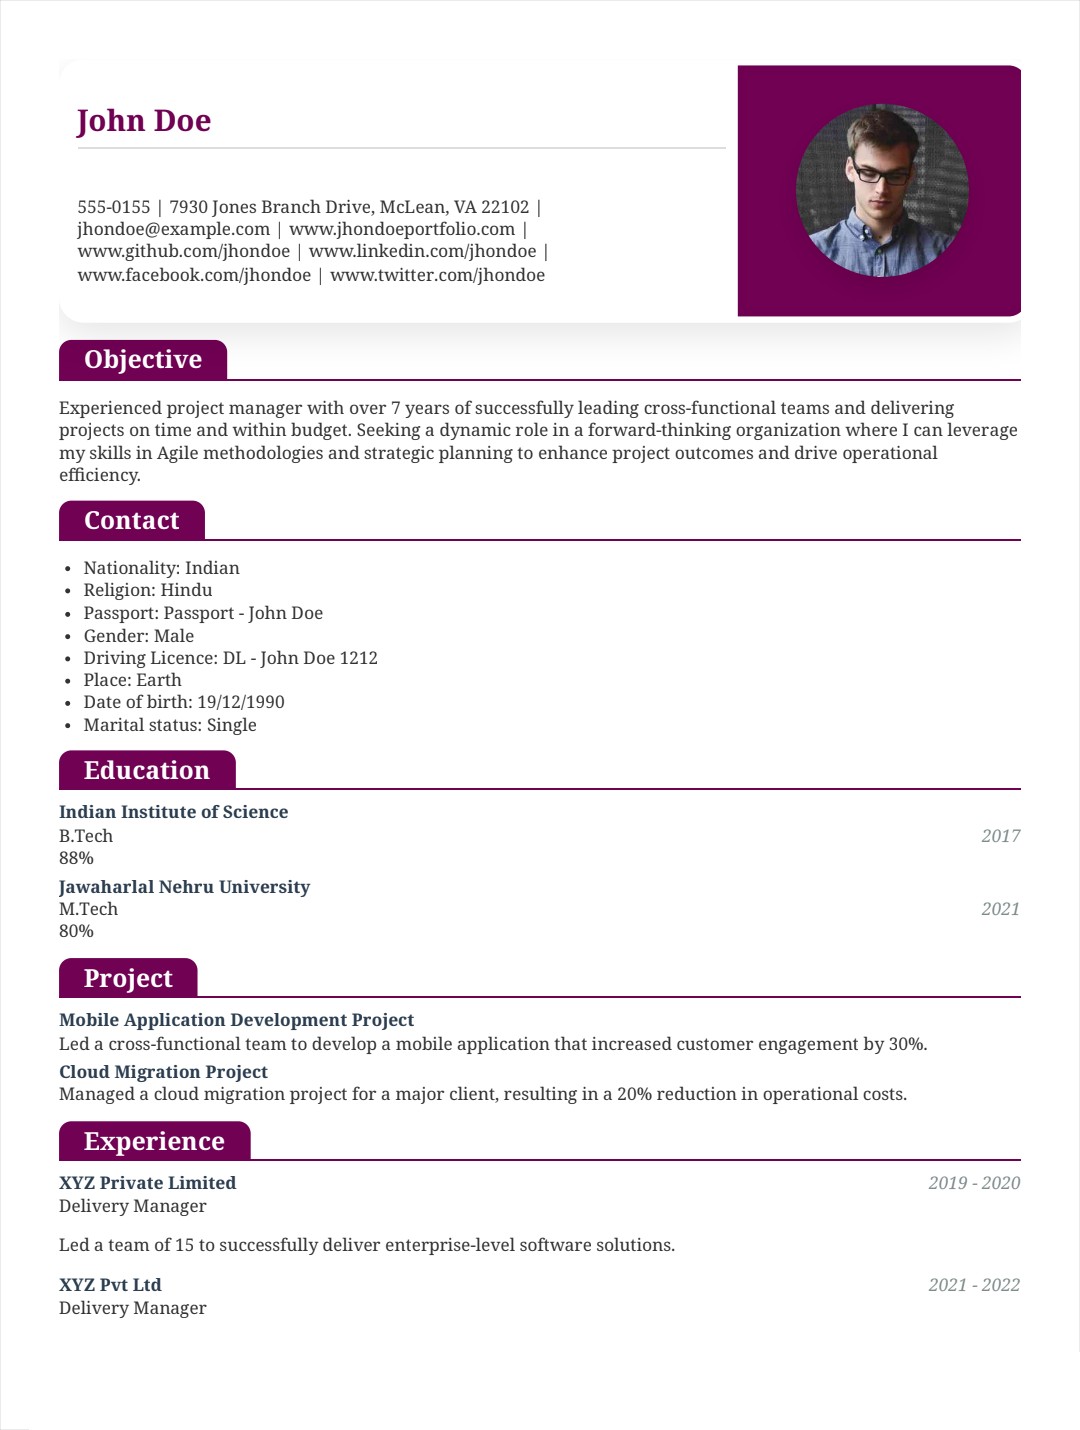 John Doe
555-0155 | 7930 Jones Branch Drive, McLean, VA 22102 |
jhondoe@example.com | www.jhondoeportfolio.com |
www.github.com/jhondoe | www.linkedin.com/jhondoe |
www.facebook.com/jhondoe | www.twitter.com/jhondoe
Objective
Experienced project manager with over 7 years of successfully leading cross-functional teams and delivering
projects on time and within budget. Seeking a dynamic role in a forward-thinking organization where I can leverage
my skills in Agile methodologies and strategic planning to enhance project outcomes and drive operational
efficiency.
Contact
• Nationality: Indian
• Religion: Hindu
• Passport: Passport - John Doe
• Gender: Male
• Driving Licence: DL - John Doe 1212
• Place: Earth
• Date of birth: 19/12/1990
• Marital status: Single
Education
Indian Institute of Science
B.Tech 2017
88%
Jawaharlal Nehru University
M.Tech 2021
80%
Project
Mobile Application Development Project
Led a cross-functional team to develop a mobile application that increased customer engagement by 30%.
Cloud Migration Project
Managed a cloud migration project for a major client, resulting in a 20% reduction in operational costs.
Experience
XYZ Private Limited 2019 - 2020
Delivery Manager
Led a team of 15 to successfully deliver enterprise-level software solutions.
XYZ Pvt Ltd 2021 - 2022
Delivery Manager